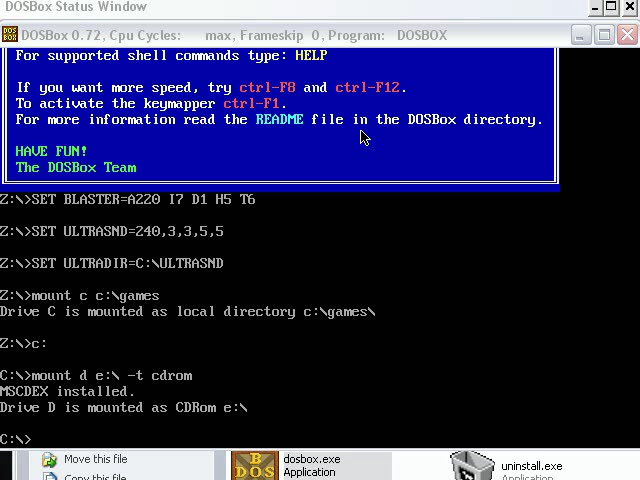 DOSBox Status Window
DOSBox 0.72, Cpu Cycles: max, Frameskip 0, Program: DOSBOX
For supported shell commands type: HELP
If you want more speed, try ctrl-F8 and ctrl-F12.
To activate the keymapper ctrl-F1.
For more information read the README file in the DOSBox directory.
HAVE FUN!
The DOSBox Team
Z:\>SET BLASTER=A220 I7 D1 H5 T6
Z:\>SET ULTRASND=240,3,3,5,5
Z:\>SET ULTRADIR=C:\ULTRASND
Z:\>mount c c:\games
Drive C is mounted as local directory c:\games\
Z:\>c:
C:\>mount d e:\ -t cdrom
MSCDEX installed.
Drive D is mounted as CDRom e:\
C:\>
Move this file
Copy this file
dosbox.exe
Application
uninstall.exe
Application